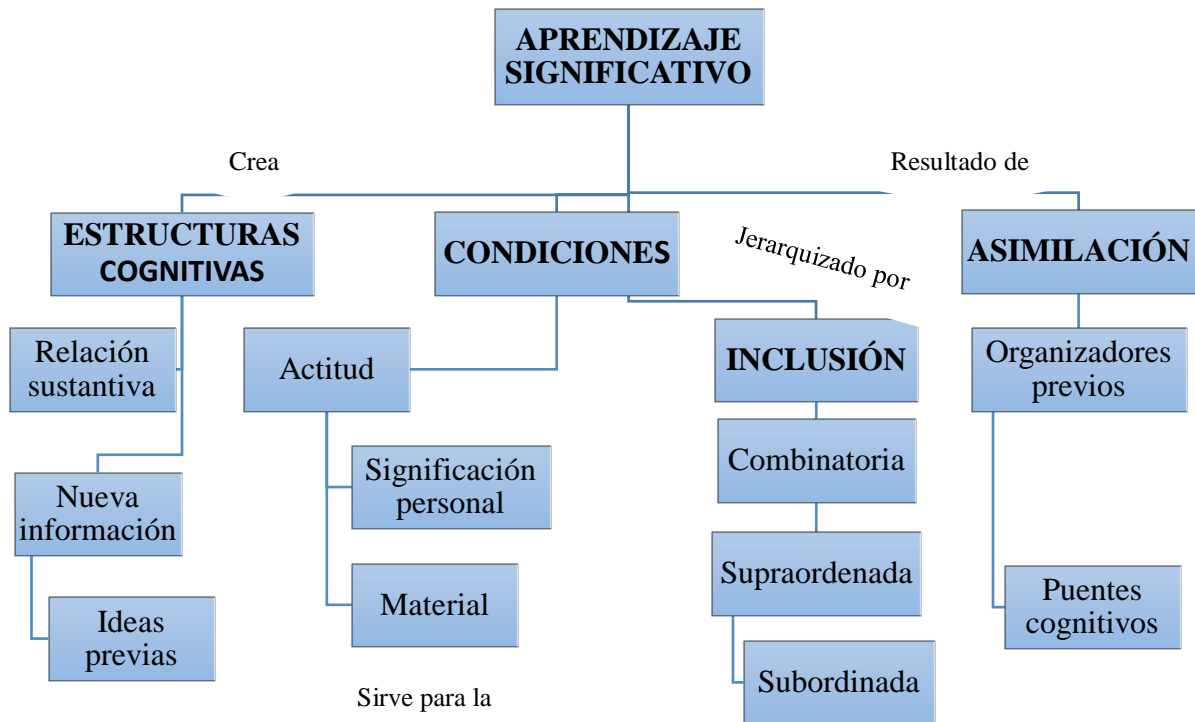 APRENDIZAJE
SIGNIFICATIVO
Crea
Resultado de
ESTRUCTURAS
COGNITIVAS
CONDICIONES
Jerarquizado por
ASIMILACIÓN
Relación
sustantiva
Actitud
INCLUSIÓN
Organizadores
previos
Nueva
información
Significación
personal
Combinatoria
Ideas
previas
Material
Supraordenada
Puentes
cognitivos
Subordinada
Sirve para la